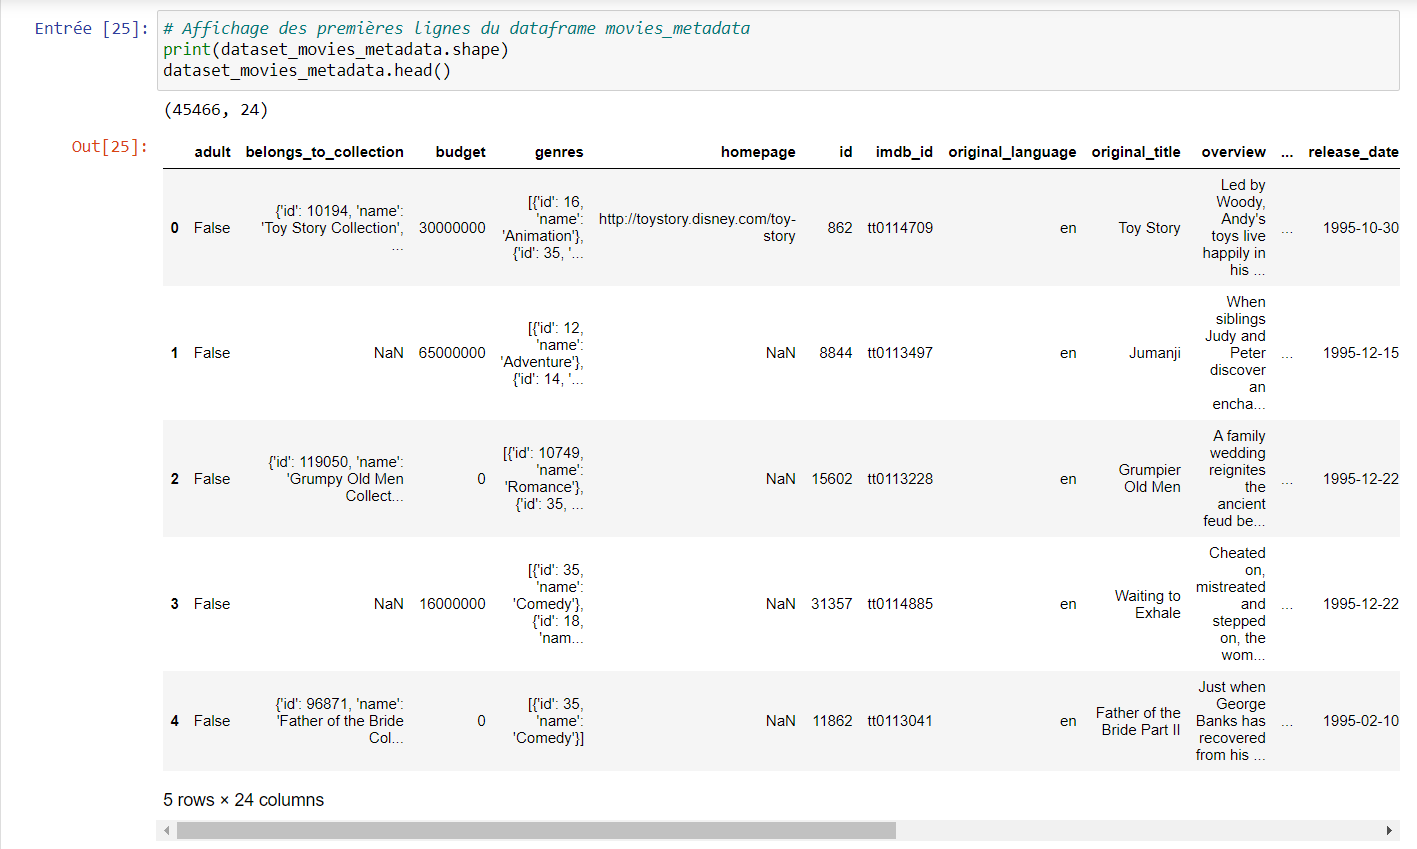 Entrée [25]: # Affichage des premières lignes du dataframe movies_metadata
print(dataset_movies_metadata.shape)
dataset_movies_metadata.head()
(45466, 24)
Out[25]:
adult belongs_to_collection budget genres homepage id imdb_id original_language original_title overview ... release_date
0 False {'id': 10194, 'name': 'Toy Story Collection', ... 30000000 [{'id': 16, 'name': 'Animation'}, {'id': 35, '... http://toystory.disney.com/toy-story 862 tt0114709 en Toy Story Led by Woody, Andy's toys live happily in his ... ... 1995-10-30
1 False NaN 65000000 [{'id': 12, 'name': 'Adventure'}, {'id': 14, '... NaN 8844 tt0113497 en Jumanji When siblings Judy and Peter discover an encha... ... 1995-12-15
2 False {'id': 119050, 'name': 'Grumpy Old Men Collect... 0 [{'id': 10749, 'name': 'Romance'}, {'id': 35, ... NaN 15602 tt0113228 en Grumpier Old Men A family wedding reignites the ancient feud be... ... 1995-12-22
3 False NaN 16000000 [{'id': 35, 'name': 'Comedy'}, {'id': 18, 'nam... NaN 31357 tt0114885 en Waiting to Exhale Cheated on, mistreated and stepped on, the wom... ... 1995-12-22
4 False {'id': 96871, 'name': 'Father of the Bride Col... 0 [{'id': 35, 'name': 'Comedy'}] NaN 11862 tt0113041 en Father of the Bride Part II Just when George Banks has recovered from his ... ... 1995-02-10
5 rows × 24 columns